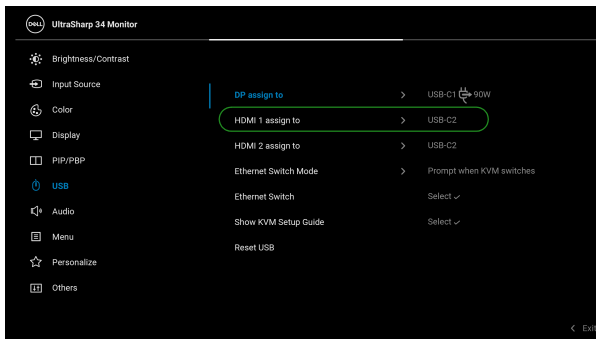 DELL UltraSharp 34 Monitor
Brightness/Contrast
Input Source
Color
Display
PIP/PBP
USB
Audio
Menu
Personalize
Others
DP assign to > USB-C1 90W
HDMI 1 assign to > USB-C2
HDMI 2 assign to > USB-C2
Ethernet Switch Mode > Prompt when KVM switches
Ethernet Switch Select ✓
Show KVM Setup Guide Select ✓
Reset USB
< Exit